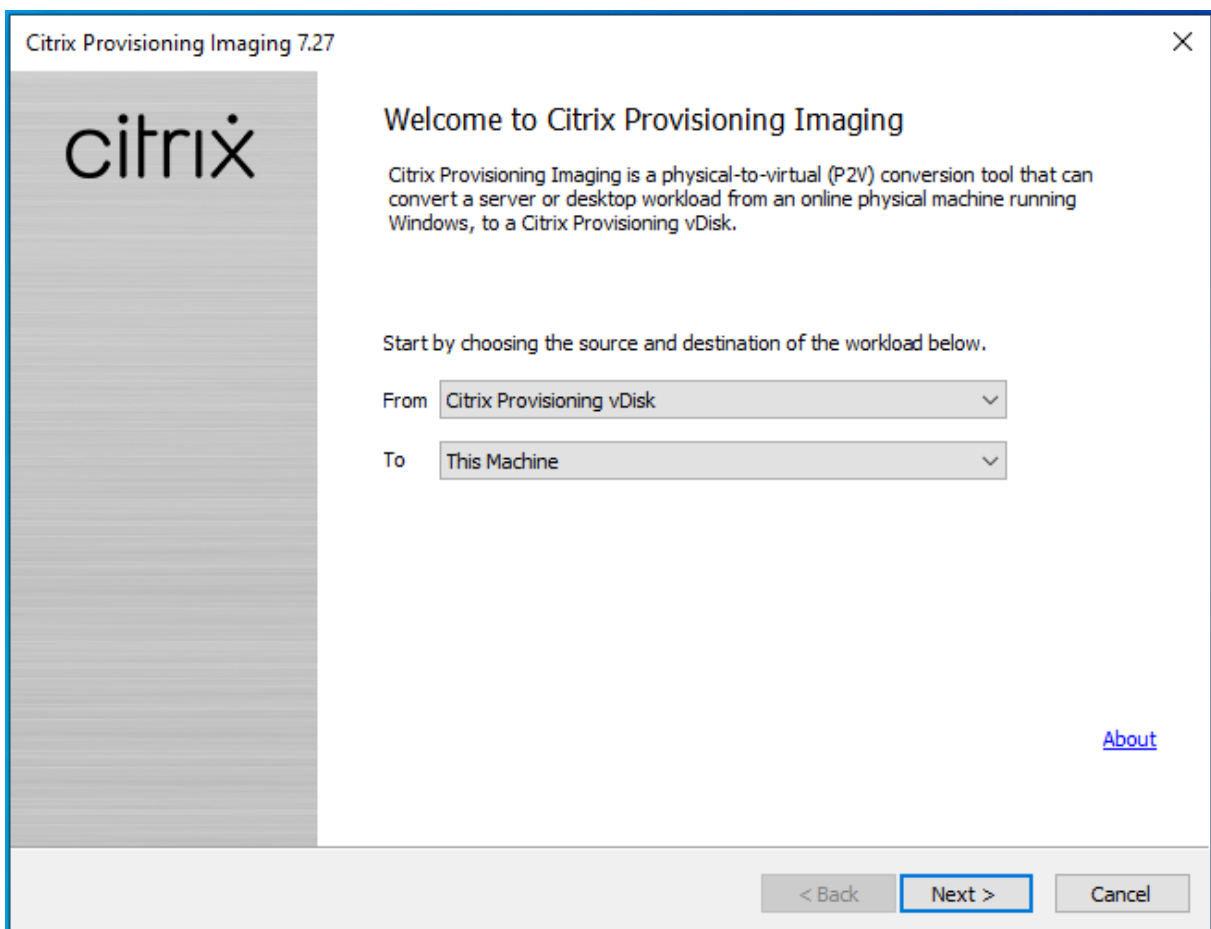 Citrix Provisioning Imaging 7.27
citrix
Welcome to Citrix Provisioning Imaging
Citrix Provisioning Imaging is a physical-to-virtual (P2V) conversion tool that can
convert a server or desktop workload from an online physical machine running
Windows, to a Citrix Provisioning vDisk.
Start by choosing the source and destination of the workload below.
From Citrix Provisioning vDisk
To This Machine
About
< Back Next > Cancel